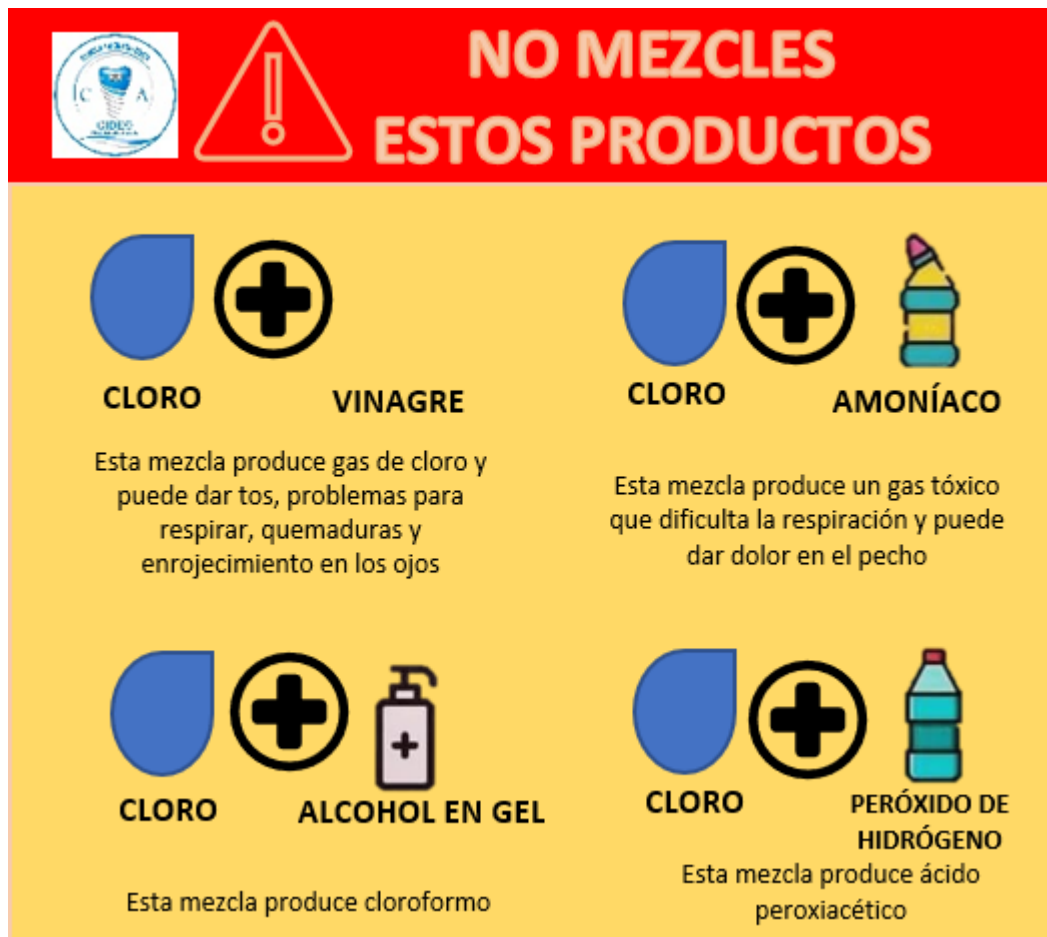 NO MEZCLES
ESTOS PRODUCTOS
C A
CIDEC
CLORO
VINAGRE
Esta mezcla produce gas de cloro y
puede dar tos, problemas para
respirar, quemaduras y
enrojecimiento en los ojos
CLORO
AMONÍACO
Esta mezcla produce un gas tóxico
que dificulta la respiración y puede
dar dolor en el pecho
CLORO
ALCOHOL EN GEL
Esta mezcla produce cloroformo
CLORO
PERÓXIDO DE
HIDRÓGENO
Esta mezcla produce ácido
peroxiacético